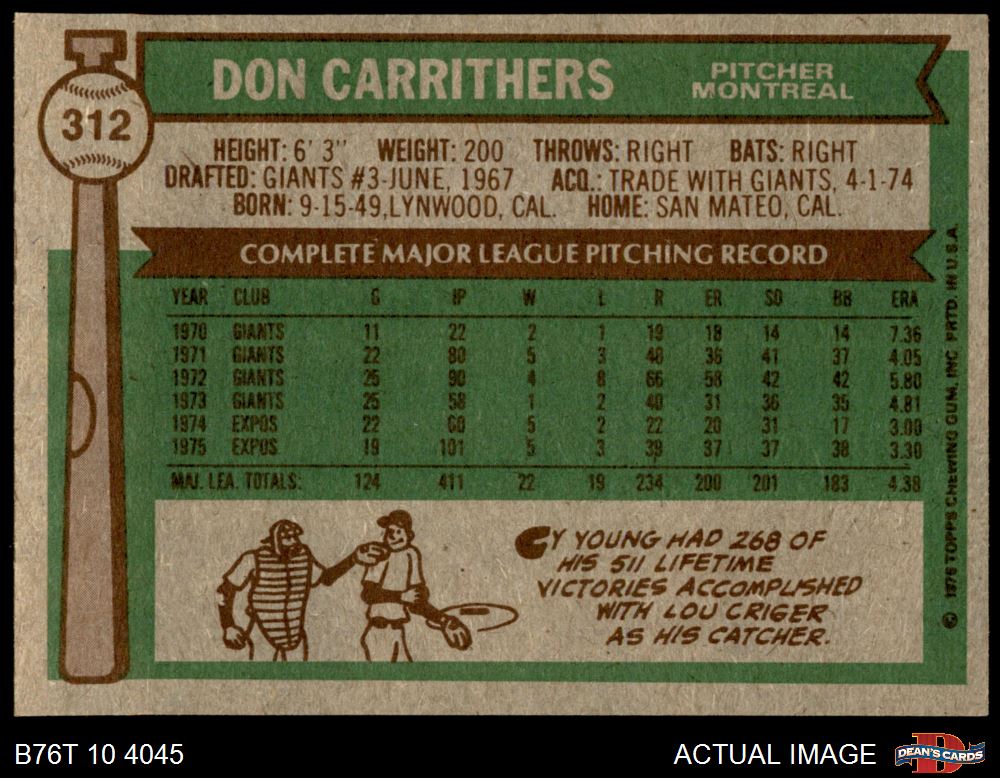 312
DON CARRITHERS
PITCHER
MONTREAL
HEIGHT: 6' 3" WEIGHT: 200 THROWS: RIGHT BATS: RIGHT
DRAFTED: GIANTS #3-JUNE, 1967 ACQ.: TRADE WITH GIANTS, 4-1-74
BORN: 9-15-49, LYNWOOD, CAL. HOME: SAN MATEO, CAL.
COMPLETE MAJOR LEAGUE PITCHING RECORD
YEAR CLUB G IP W L R ER SO BB ERA
1970 GIANTS 11 22 2 1 19 18 14 14 7.36
1971 GIANTS 22 80 5 3 40 36 41 37 4.05
1972 GIANTS 25 90 4 8 66 58 42 42 5.80
1973 GIANTS 25 58 1 2 40 31 36 35 4.81
1974 EXPOS 22 60 5 2 22 20 31 17 3.00
1975 EXPOS 19 101 5 3 39 37 37 38 3.30
MAJ. LEA. TOTALS: 124 411 22 19 234 200 201 183 4.38
CY YOUNG HAD 268 OF
HIS 511 LIFETIME
VICTORIES ACCOMPLISHED
WITH LOU CRIGER
AS HIS CATCHER.
© 1976 TOPPS CHEWING GUM, INC. PRTD. IN U.S.A.
B76T 10 4045
ACTUAL IMAGE
DEAN'S CARDS